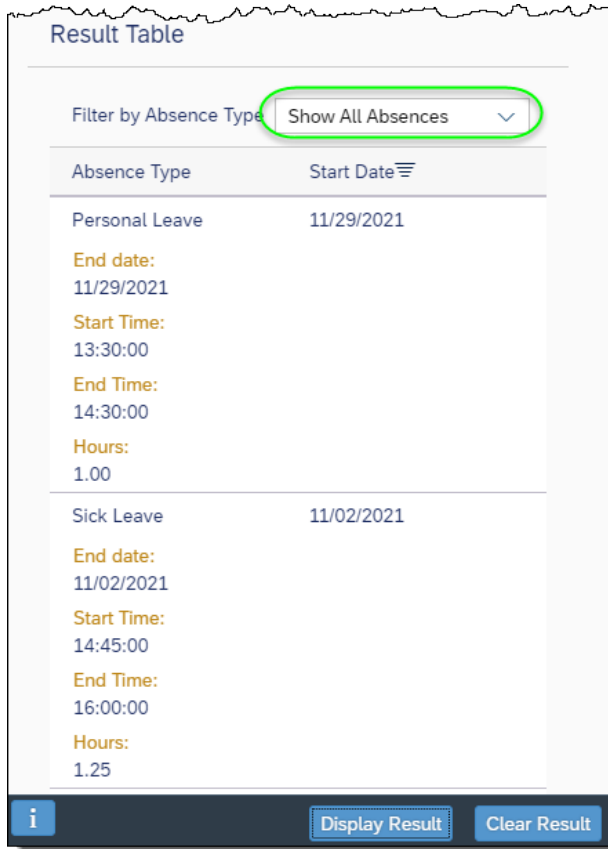 Result Table
Filter by Absence Type Show All Absences
Absence Type Start Date
Personal Leave 11/29/2021
End date:
11/29/2021
Start Time:
13:30:00
End Time:
14:30:00
Hours:
1.00
Sick Leave 11/02/2021
End date:
11/02/2021
Start Time:
14:45:00
End Time:
16:00:00
Hours:
1.25
i Display Result Clear Result